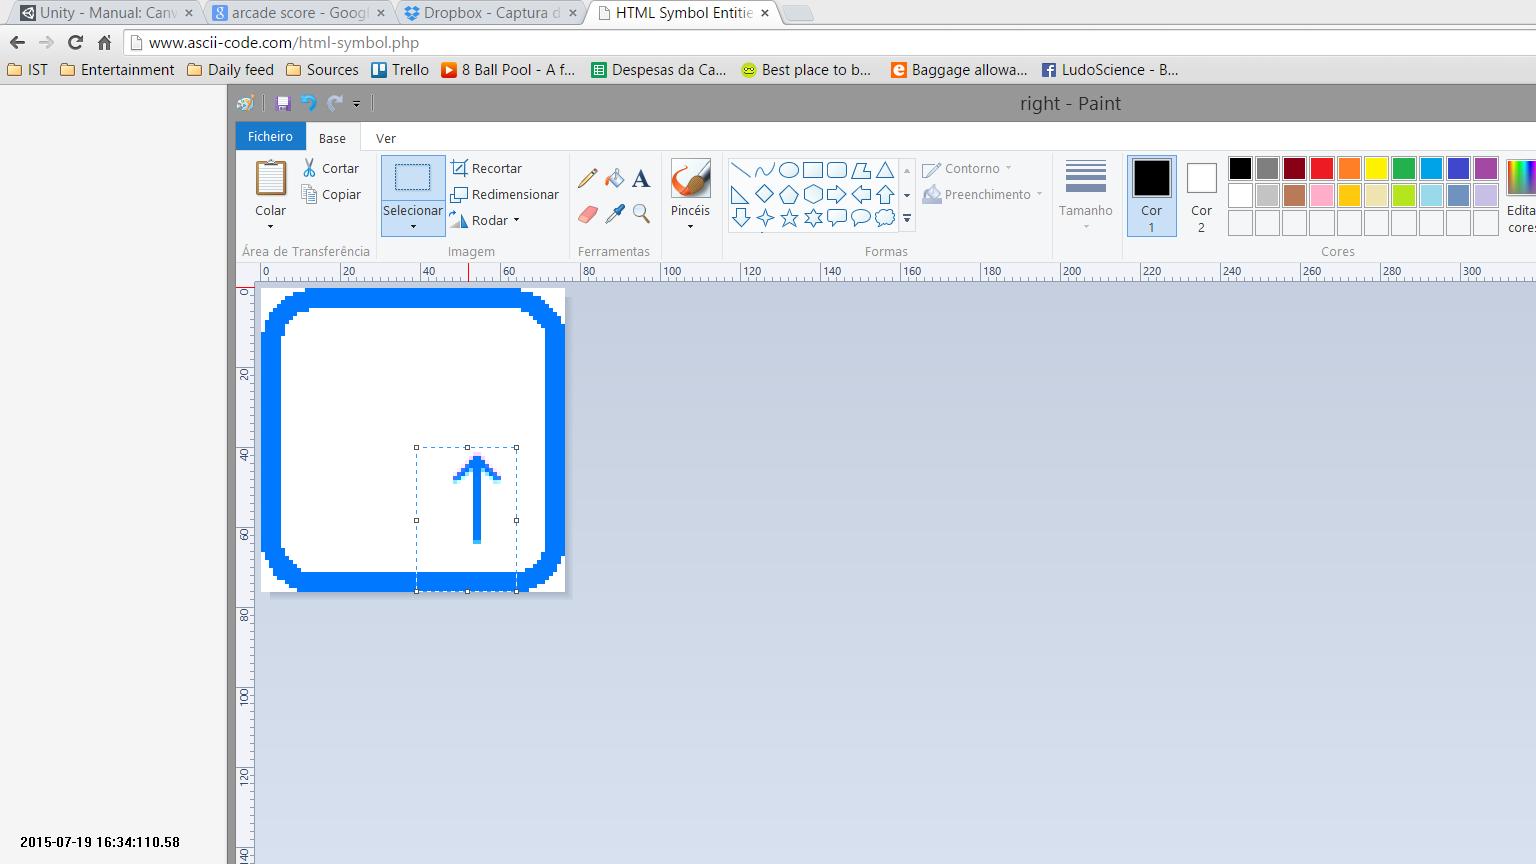 Unity - Manual: Canv
arcade score - Googl
Dropbox - Captura d
HTML Symbol Entitie
www.ascii-code.com/html-symbol.php
IST Entertainment Daily feed Sources Trello 8 Ball Pool - A f... Despesas da Ca... Best place to b... Baggage allowa... LudoScience - B...
right - Paint
Ficheiro Base Ver
Colar
Cortar
Copiar
Área de Transferência
Selecionar
Recortar
Redimensionar
Rodar
Imagem
A
Ferramentas
Pincéis
Contorno
Preenchimento
Formas
Tamanho
Cor 1
Cor 2
Edita
cores
Cores
0 20 40 60 80 100 120 140 160 180 200 220 240 260 280 300
0
20
40
60
80
100
120
140
2015-07-19 16:34:110.58